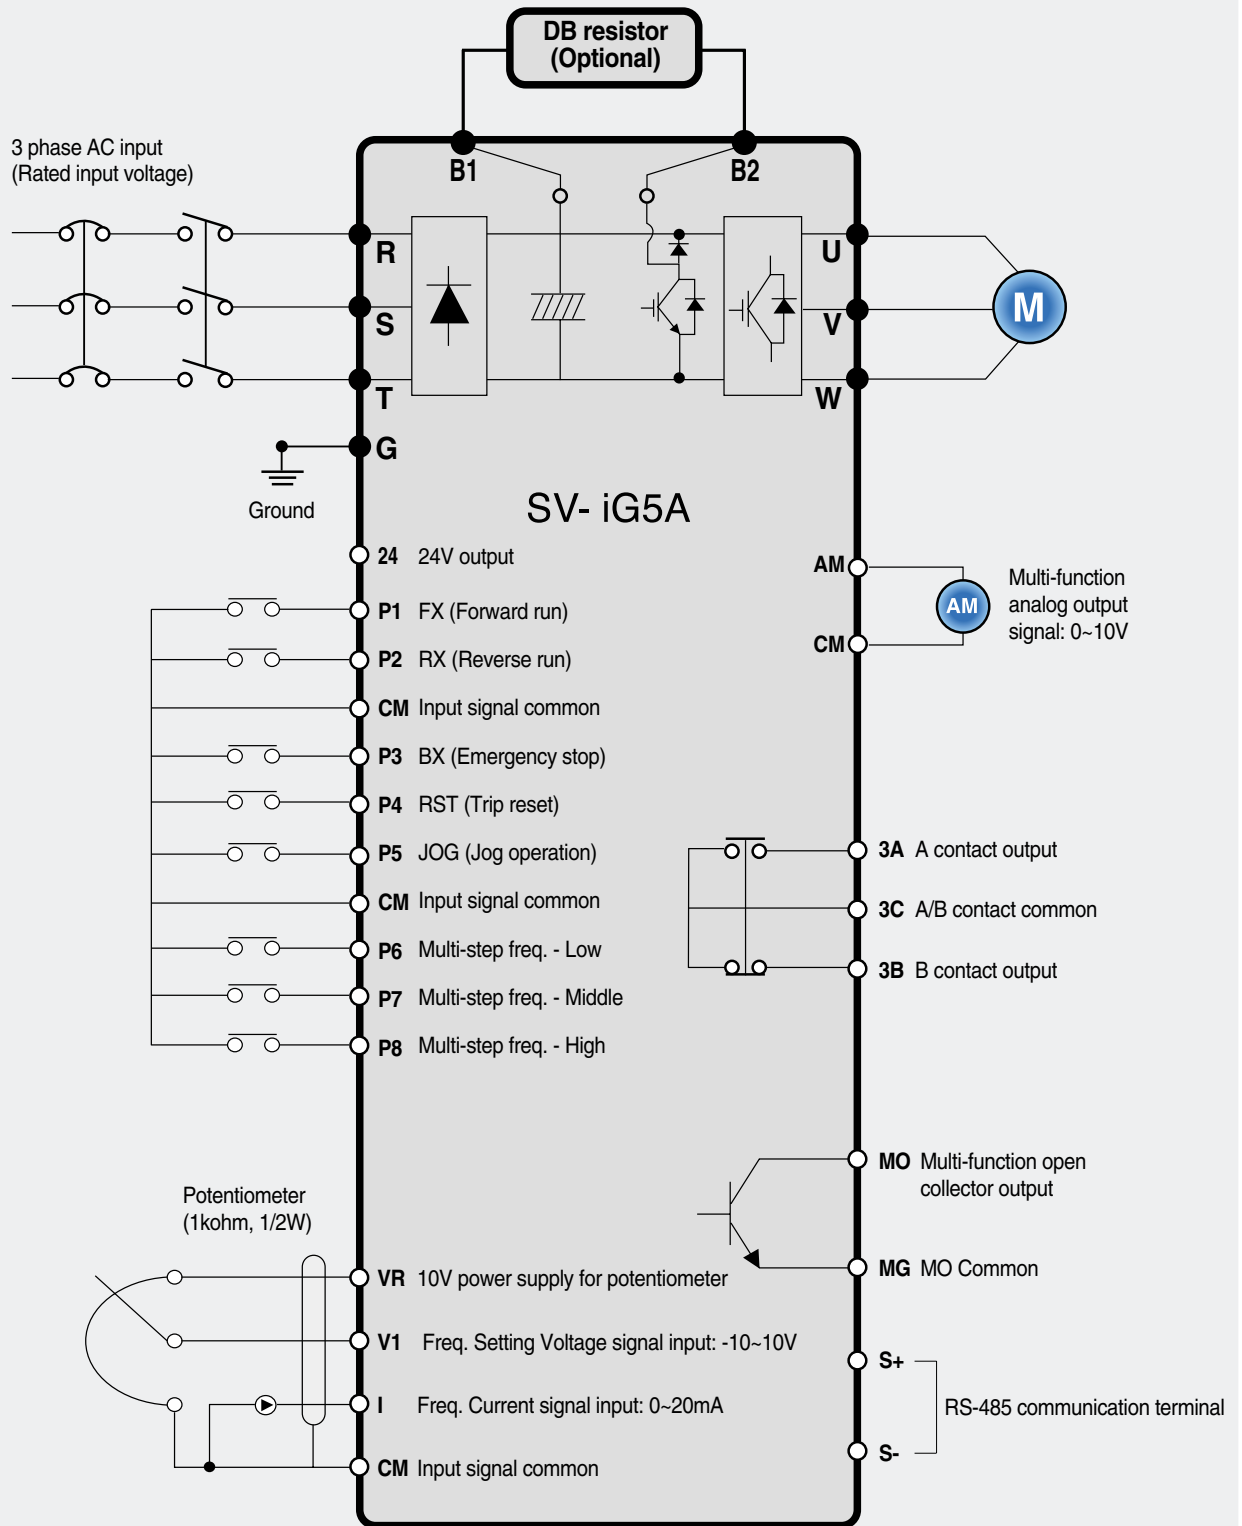 DB resistor
(Optional)
3 phase AC input
(Rated input voltage)
B1
B2
R
U
S
V
M
T
W
G
Ground
SV- iG5A
24 24V output
AM
AM
Multi-function
analog output
signal: 0~10V
CM
P1 FX (Forward run)
P2 RX (Reverse run)
CM Input signal common
P3 BX (Emergency stop)
P4 RST (Trip reset)
P5 JOG (Jog operation)
CM Input signal common
P6 Multi-step freq. - Low
P7 Multi-step freq. - Middle
P8 Multi-step freq. - High
3A A contact output
3C A/B contact common
3B B contact output
MO Multi-function open
collector output
MG MO Common
Potentiometer
(1kohm, 1/2W)
VR 10V power supply for potentiometer
V1 Freq. Setting Voltage signal input: -10~10V
I Freq. Current signal input: 0~20mA
CM Input signal common
S+
RS-485 communication terminal
S-